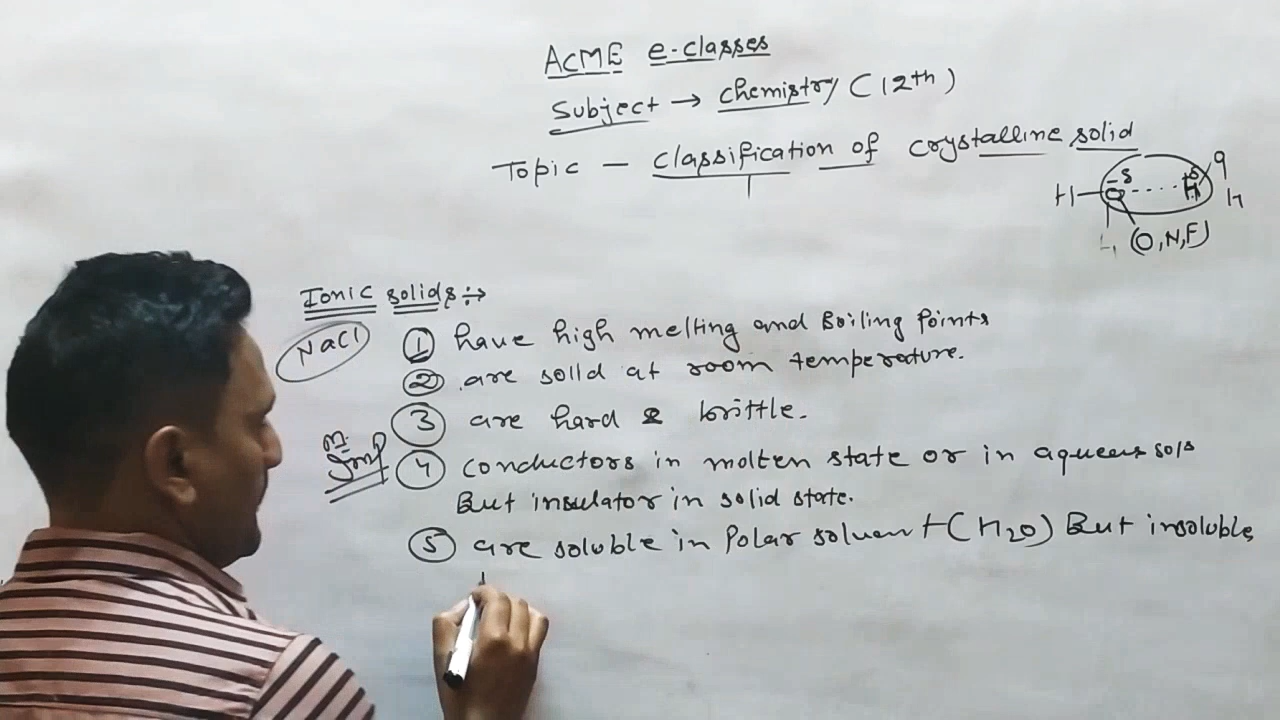 ACME e-classes
Subject → chemistry (12th)
Topic — classification of crystalline solid
-δ +δ
H O H
(O, N, F)
Ionic solids :→
NaCl
1 have high melting and Boiling Points
2 are solid at room temperature.
3 are hard & brittle.
Imp
4 conductors in molten state or in aqueous sols
But insulator in solid state.
5 are soluble in Polar solvent (H2O) But insoluble